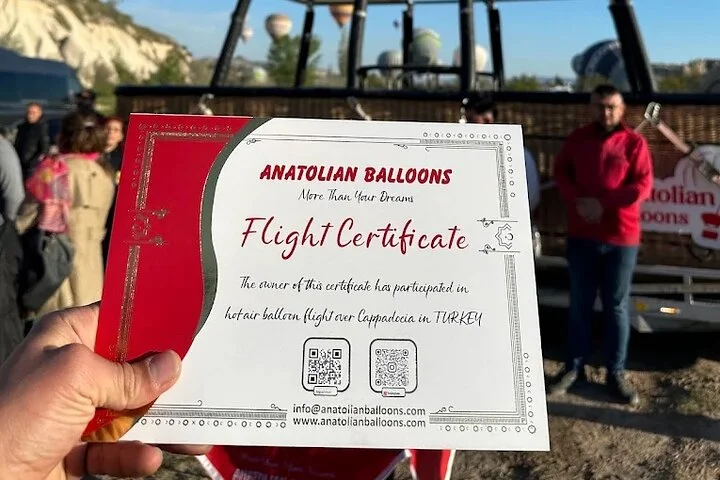 ANATOLIAN BALLOONS
More Than Your Dreams
Flight Certificate
The owner of this certificate has participated in
hot air balloon flight over Cappadocia in TURKEY
info@anatolianballoons.com
www.anatolianballoons.com
natolian
loons